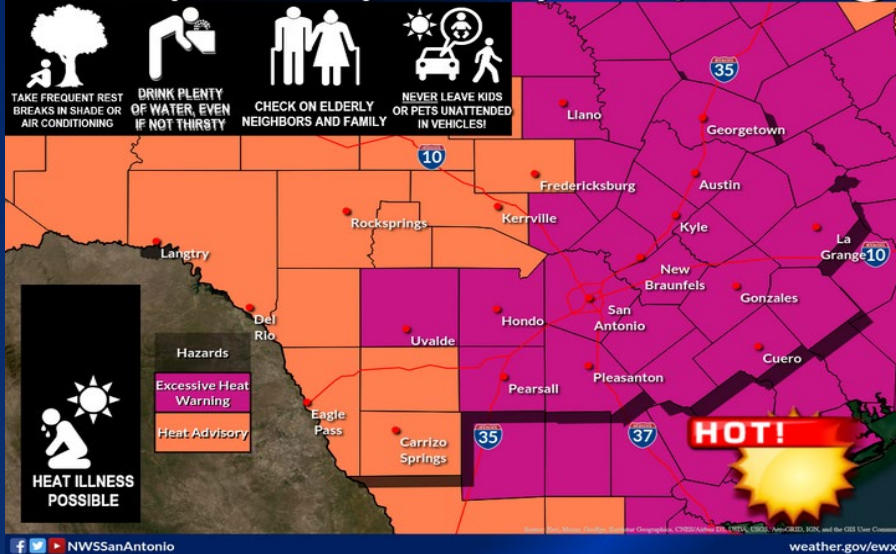 TAKE FREQUENT REST
BREAKS IN SHADE OR
AIR CONDITIONING
DRINK PLENTY
OF WATER, EVEN
IF NOT THIRSTY
CHECK ON ELDERLY
NEIGHBORS AND FAMILY
NEVER LEAVE KIDS
OR PETS UNATTENDED
IN VEHICLES!
35
Llano
Georgetown
10
Fredericksburg
Austin
Rocksprings
Kerrville
Kyle
La
Grange
10
Langtry
New
Braunfels
Gonzales
Del
Rio
Hondo
San
Antonio
Uvalde
Cuero
Hazards
Excessive Heat
Warning
Heat Advisory
Pearsall
Pleasanton
Eagle
Pass
Carrizo
Springs
35
37
HOT!
HEAT ILLNESS
POSSIBLE
NWSSanAntonio
weather.gov/ewx